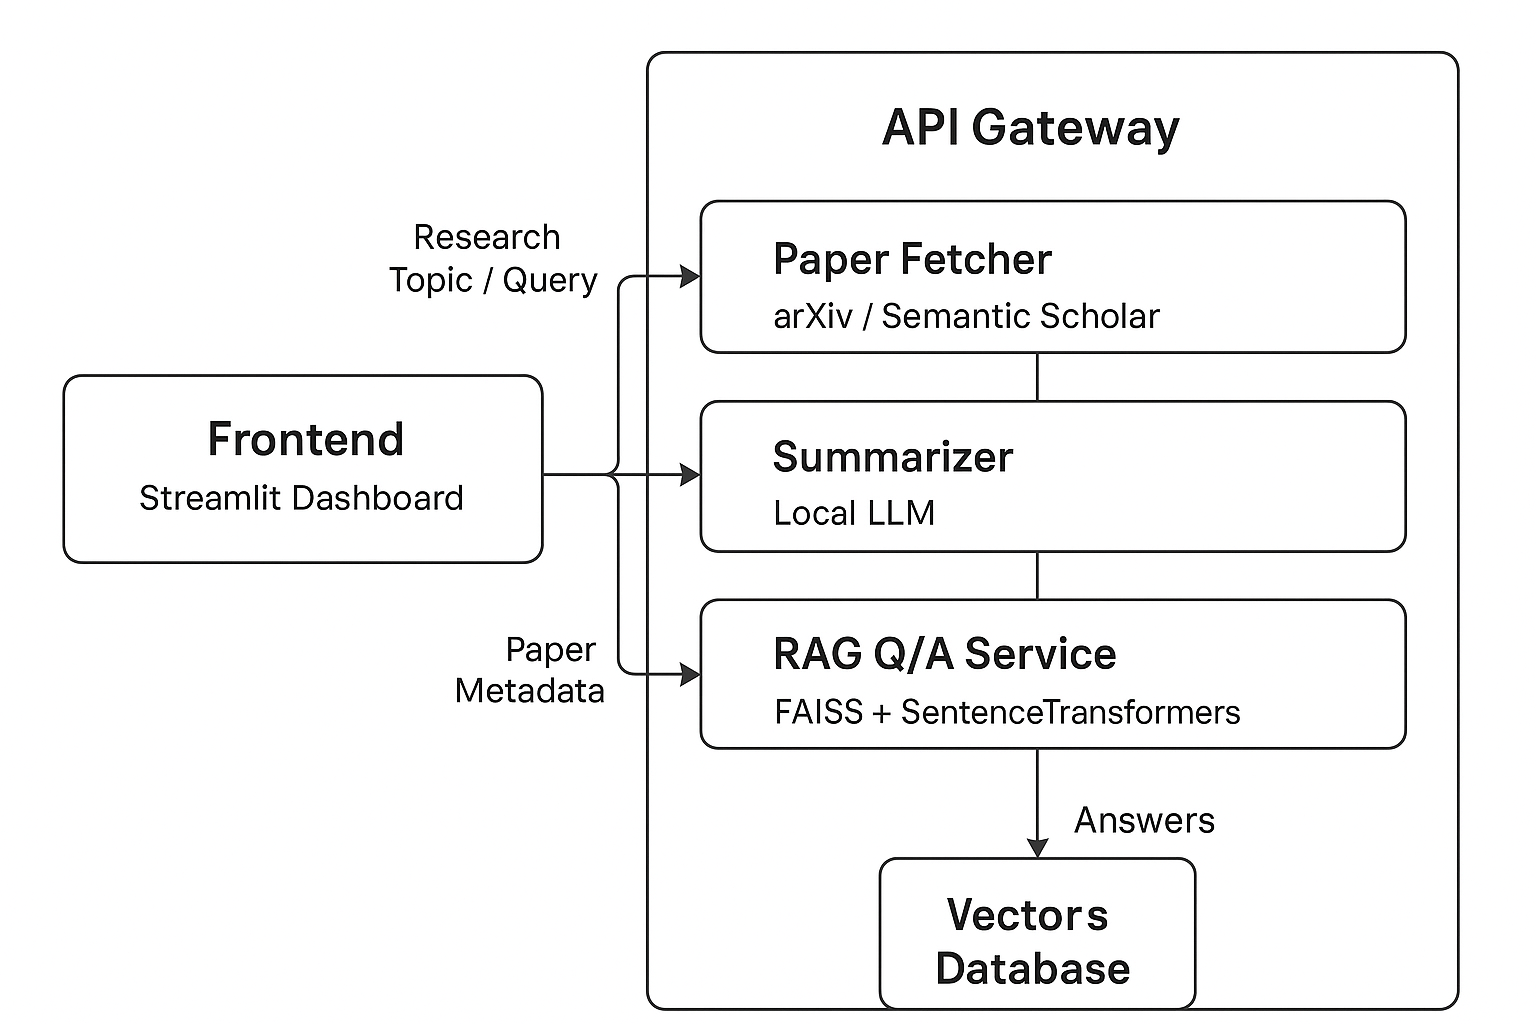 API Gateway
Research
Topic / Query
Paper Fetcher
arXiv / Semantic Scholar
Frontend
Streamlit Dashboard
Summarizer
Local LLM
Paper
Metadata
RAG Q/A Service
FAISS + SentenceTransformers
Answers
Vectors
Database